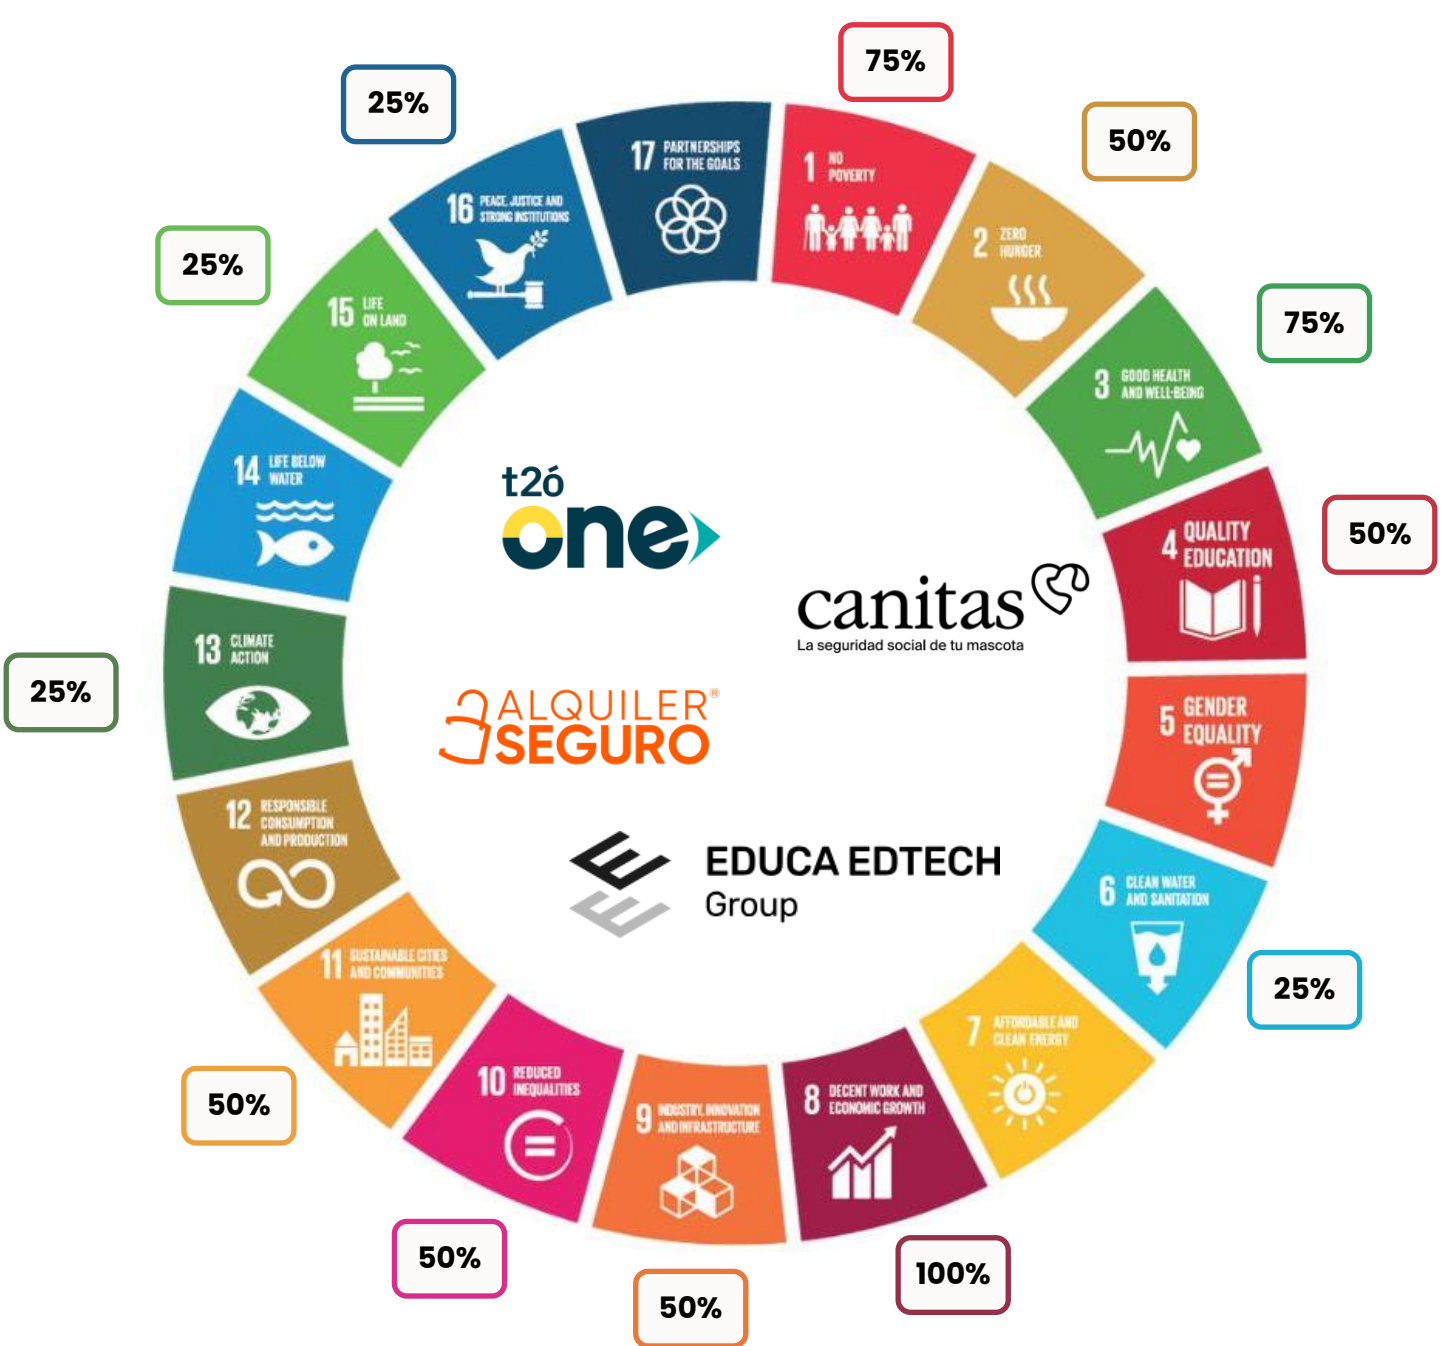 75%
25%
50%
17 PARTNERSHIPS
FOR THE GOALS
1 NO
POVERTY
16 PEACE, JUSTICE AND
STRONG INSTITUTIONS
2 ZERO
HUNGER
25%
75%
15 LIFE
ON LAND
3 GOOD HEALTH
AND WELL-BEING
14 LIFE BELOW
WATER
t2ó
one
4 QUALITY
EDUCATION
50%
canitas
La seguridad social de tu mascota
13 CLIMATE
ACTION
25%
ALQUILER®
SEGURO
5 GENDER
EQUALITY
12 RESPONSIBLE
CONSUMPTION
AND PRODUCTION
EDUCA EDTECH
Group
6 CLEAN WATER
AND SANITATION
11 SUSTAINABLE CITIES
AND COMMUNITIES
25%
7 AFFORDABLE AND
CLEAN ENERGY
10 REDUCED
INEQUALITIES
8 DECENT WORK AND
ECONOMIC GROWTH
9 INDUSTRY, INNOVATION
AND INFRASTRUCTURE
50%
50%
100%
50%